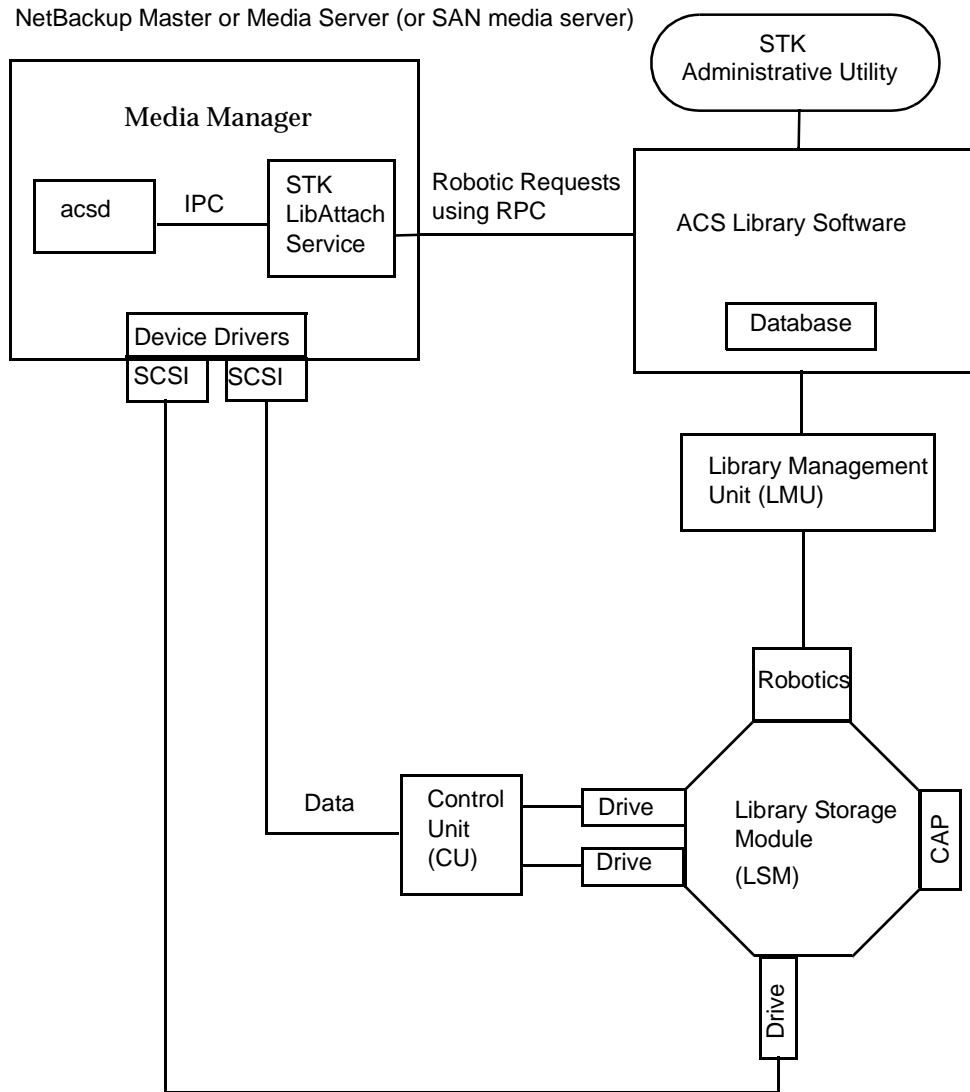 NetBackup Master or Media Server (or SAN media server)
STK
Administrative Utility
Media Manager
acsd
IPC
STK
LibAttach
Service
Robotic Requests
using RPC
ACS Library Software
Database
Device Drivers
SCSI
SCSI
Library Management
Unit (LMU)
Robotics
Data
Control
Unit
(CU)
Drive
Drive
Library Storage
Module
(LSM)
CAP
Drive